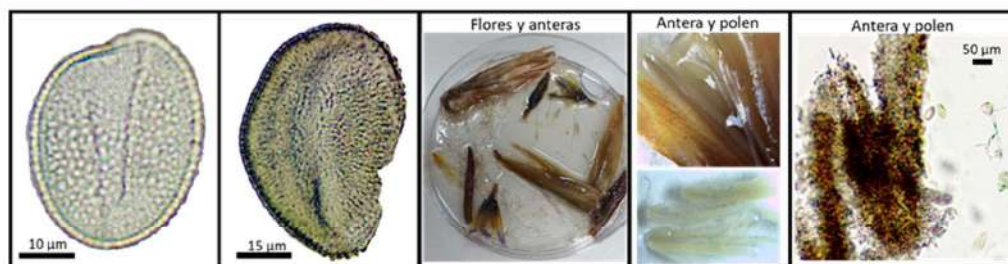 10 µm
15 µm
Flores y anteras
Antera y polen
Antera y polen
50 µm